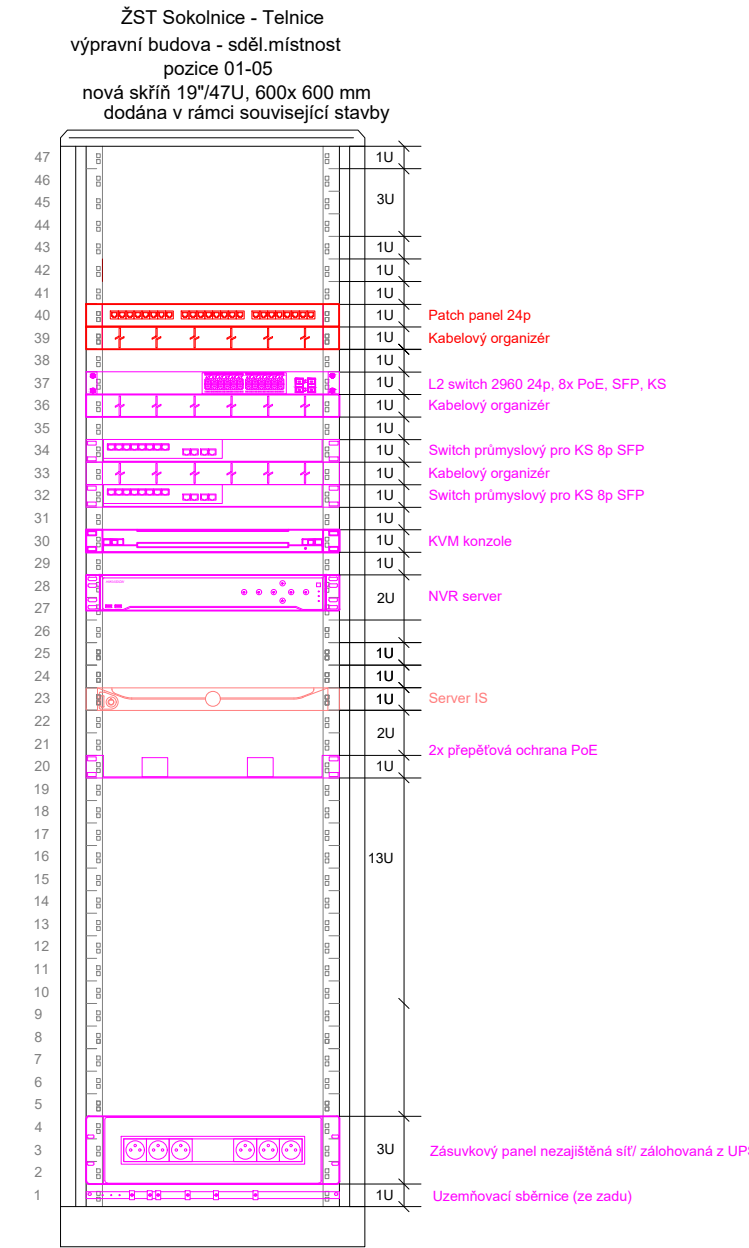 ŽST Sokolnice - Telnice
výpravní budova - sděl.místnost
pozice 01-05
nová skříň 19"/47U, 600x 600 mm
dodána v rámci související stavby
47 1U
46
45 3U
44
43 1U
42 1U
41 1U
40 1U Patch panel 24p
39 1U Kabelový organizér
38 1U
37 1U L2 switch 2960 24p, 8x PoE, SFP, KS
36 1U Kabelový organizér
35 1U
34 1U Switch průmyslový pro KS 8p SFP
33 1U Kabelový organizér
32 1U Switch průmyslový pro KS 8p SFP
31 1U
30 1U KVM konzole
29 1U
28
2U NVR server
27
26
25 1U
24 1U
23 1U Server IS
22
2U
21
2x přepěťová ochrana PoE
20 1U
19
18
17
16 13U
15
14
13
12
11
10
9
8
7
6
5
4
3 3U Zásuvkový panel nezajištěná síť/ zálohovaná z
2
1 1U Uzemňovací sběrnice (ze zadu)